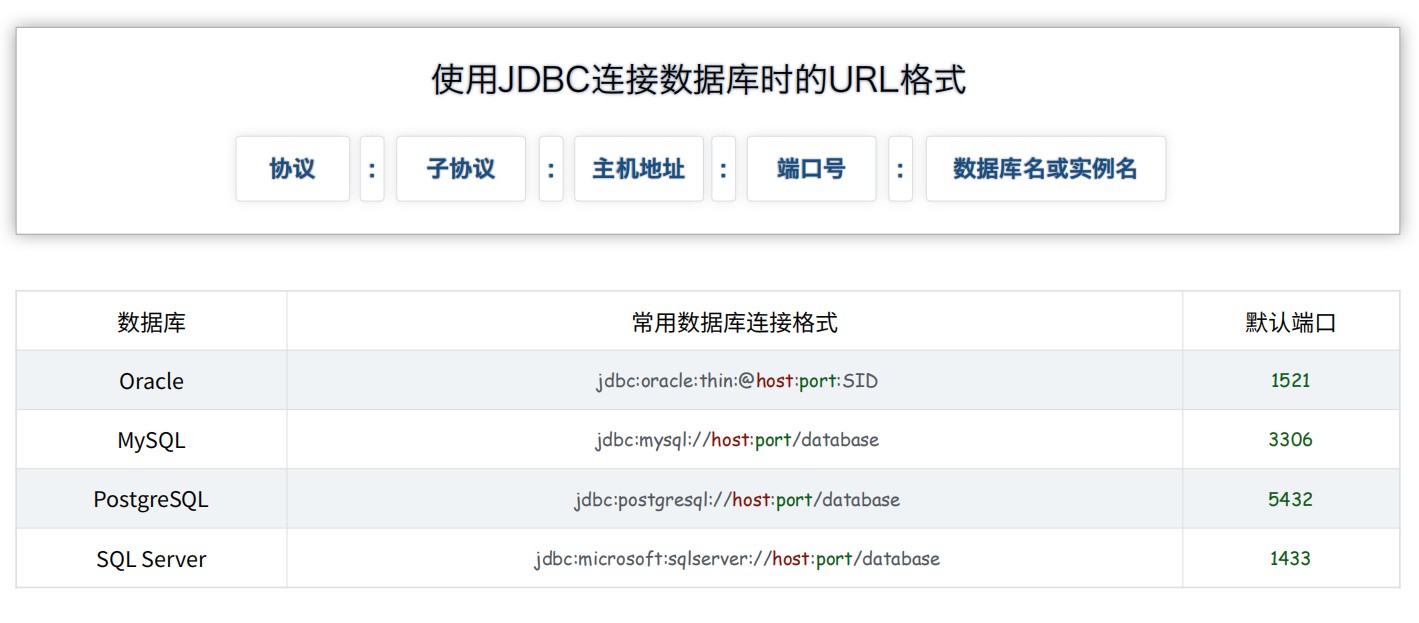 使用JDBC连接数据库时的URL格式
协议 : 子协议 : 主机地址 : 端口号 : 数据库名或实例名
数据库 常用数据库连接格式 默认端口
Oracle jdbc:oracle:thin:@host:port:SID 1521
MySQL jdbc:mysql://host:port/database 3306
PostgreSQL jdbc:postgresql://host:port/database 5432
SQL Server jdbc:microsoft:sqlserver://host:port/database 1433